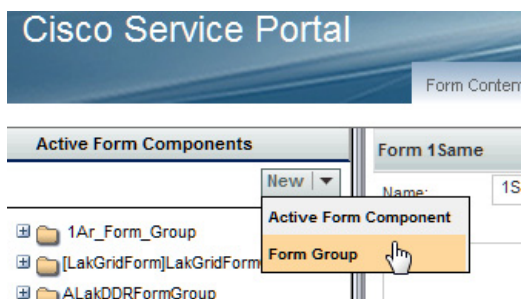 Cisco Service Portal
Form Conten
Active Form Components
Form 1Same
New
Name:
1S
Active Form Component
Form Group
1Ar_Form_Group
[LakGridForm]LakGridForm
ALakDDRFormGroup